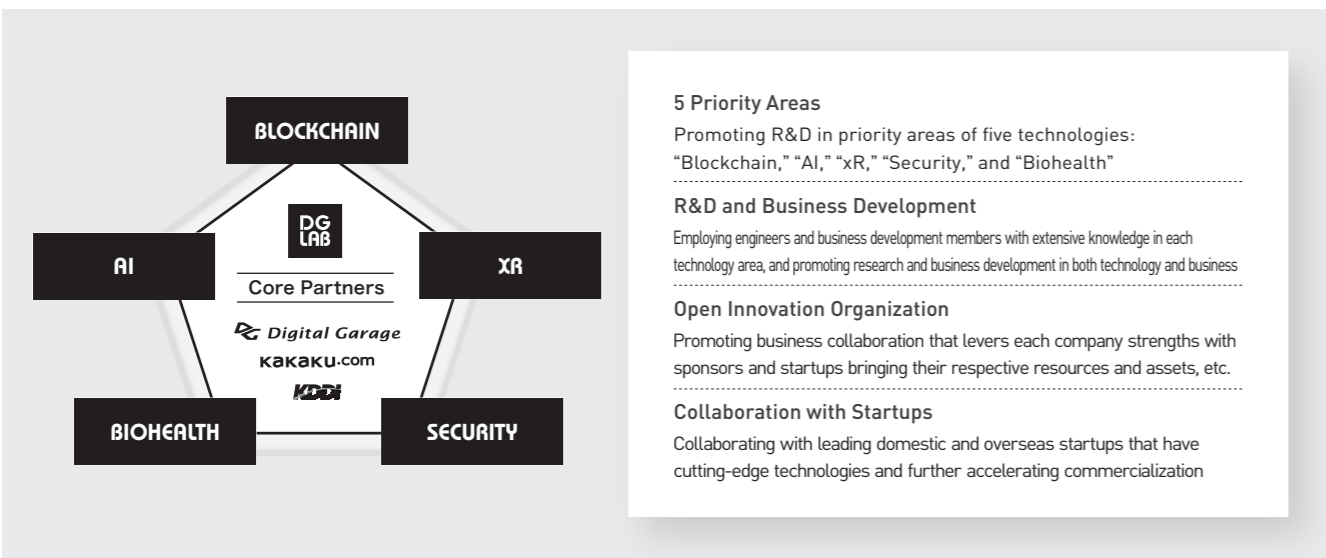 BLOCKCHAIN
DG
LAB
AI
XR
Core Partners
DG Digital Garage
Kakaku.com
KDDI
BIOHEALTH
SECURITY
5 Priority Areas
Promoting R&D in priority areas of five technologies:
“Blockchain,” “AI,” “xR,” “Security,” and “Biohealth”
R&D and Business Development
Employing engineers and business development members with extensive knowledge in each
technology area, and promoting research and business development in both technology and business
Open Innovation Organization
Promoting business collaboration that levers each company strengths with
sponsors and startups bringing their respective resources and assets, etc.
Collaboration with Startups
Collaborating with leading domestic and overseas startups that have
cutting-edge technologies and further accelerating commercialization